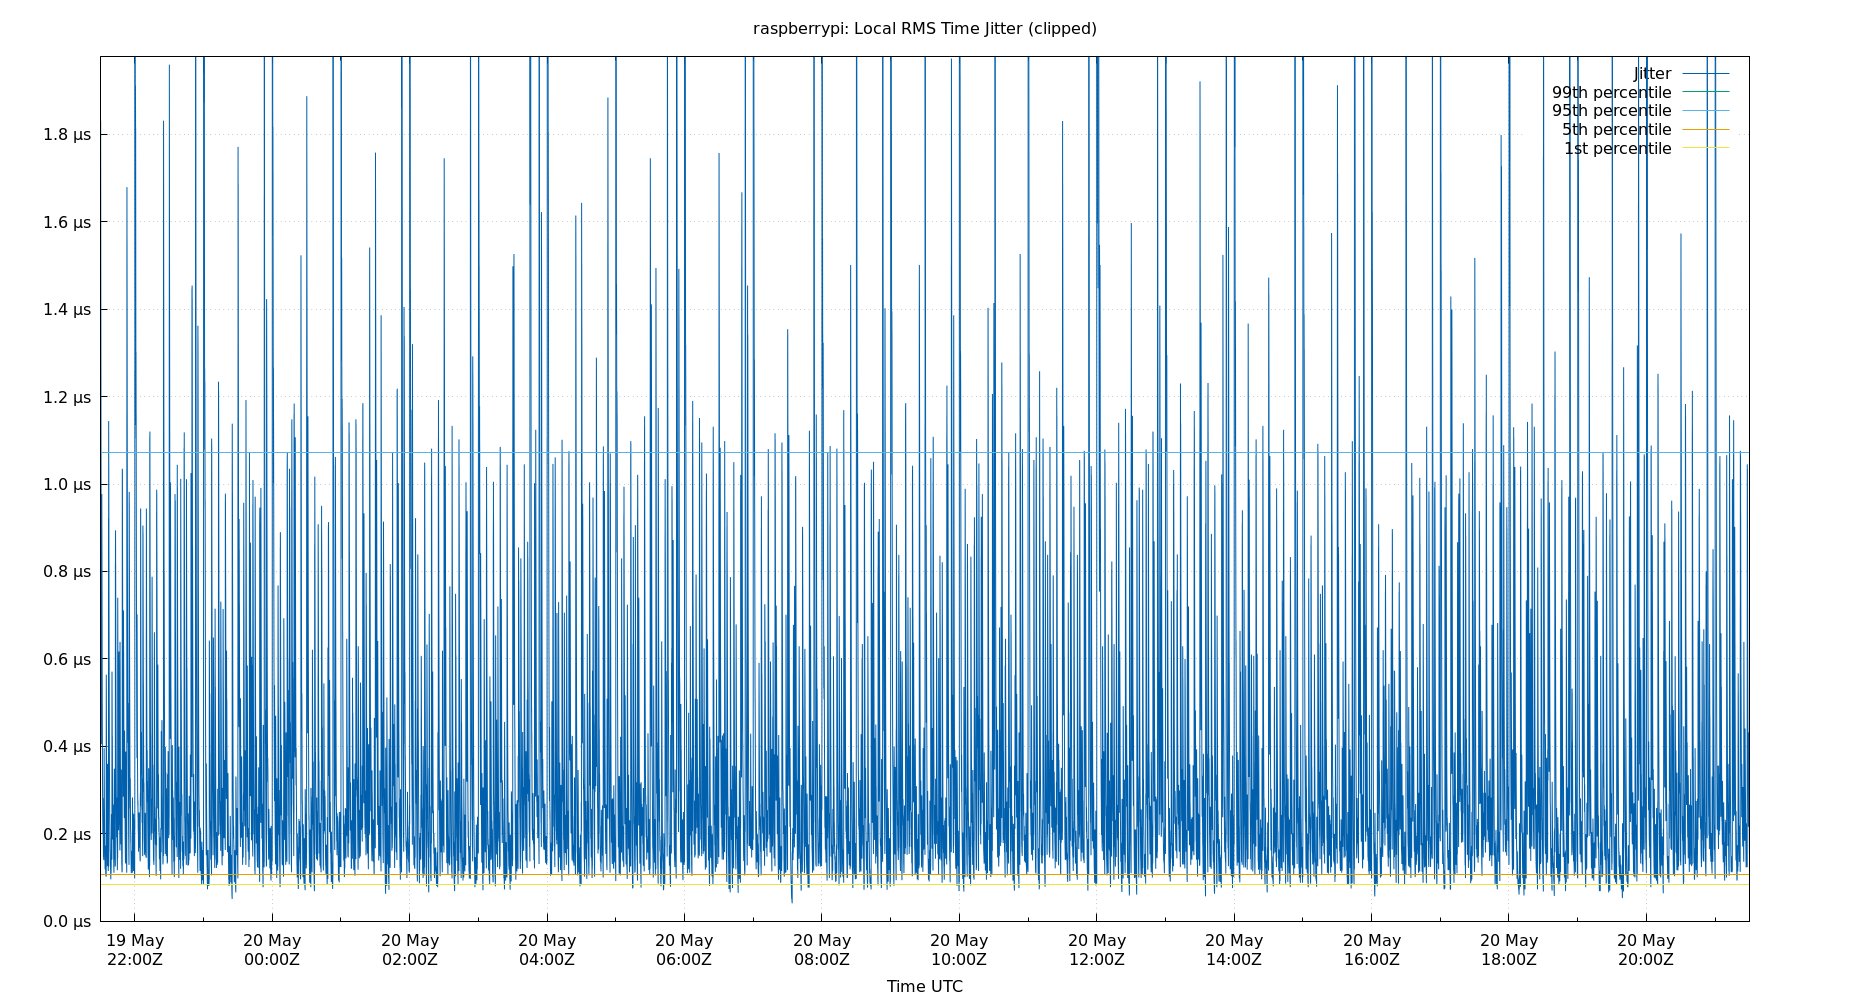 raspberrypi: Local RMS Time Jitter (clipped)
Jitter
99th percentile
95th percentile
5th percentile
1st percentile
1.8 µs
1.6 µs
1.4 µs
1.2 µs
1.0 µs
0.8 µs
0.6 µs
0.4 µs
0.2 µs
0.0 µs
19 May 20 May 20 May 20 May 20 May 20 May 20 May 20 May 20 May 20 May 20 May 20 May
22:00Z 00:00Z 02:00Z 04:00Z 06:00Z 08:00Z 10:00Z 12:00Z 14:00Z 16:00Z 18:00Z 20:00Z
Time UTC